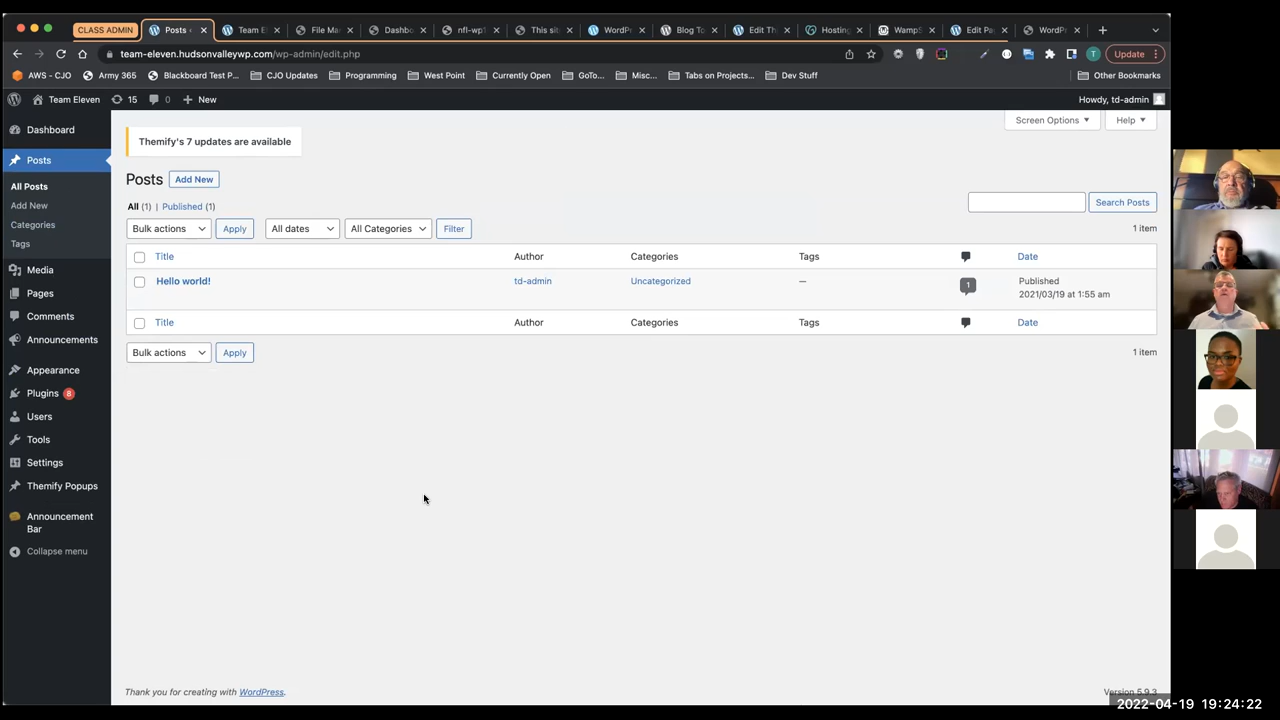 CLASS ADMIN
Posts
Team El
File Ma
Dashbo
nfl-wp1
This sit
WordPr
Blog To
Edit Th
Hosting
WampS
Edit Pa
WordPr
team-eleven.hudsonvalleywp.com/wp-admin/edit.php
T
Update
AWS - CJO
Army 365
Blackboard Test P...
CJO Updates
Programming
West Point
Currently Open
GoTo...
Misc...
Tabs on Projects...
Dev Stuff
Other Bookmarks
Team Eleven
15
0
+ New
Howdy, td-admin
Dashboard
Posts
All Posts
Add New
Categories
Tags
Media
Pages
Comments
Announcements
Appearance
Plugins 8
Users
Tools
Settings
Themify Popups
Announcement
Bar
Collapse menu
Screen Options
Help
Themify's 7 updates are available
Posts Add New
All (1) | Published (1)
Search Posts
Bulk actions Apply All dates All Categories Filter
1 item
Title Author Categories Tags Date
Hello world! td-admin Uncategorized — 1 Published
2021/03/19 at 1:55 am
Title Author Categories Tags Date
Bulk actions Apply
1 item
Thank you for creating with WordPress.
Version 5.9.3
2022-04-19 19:24:22